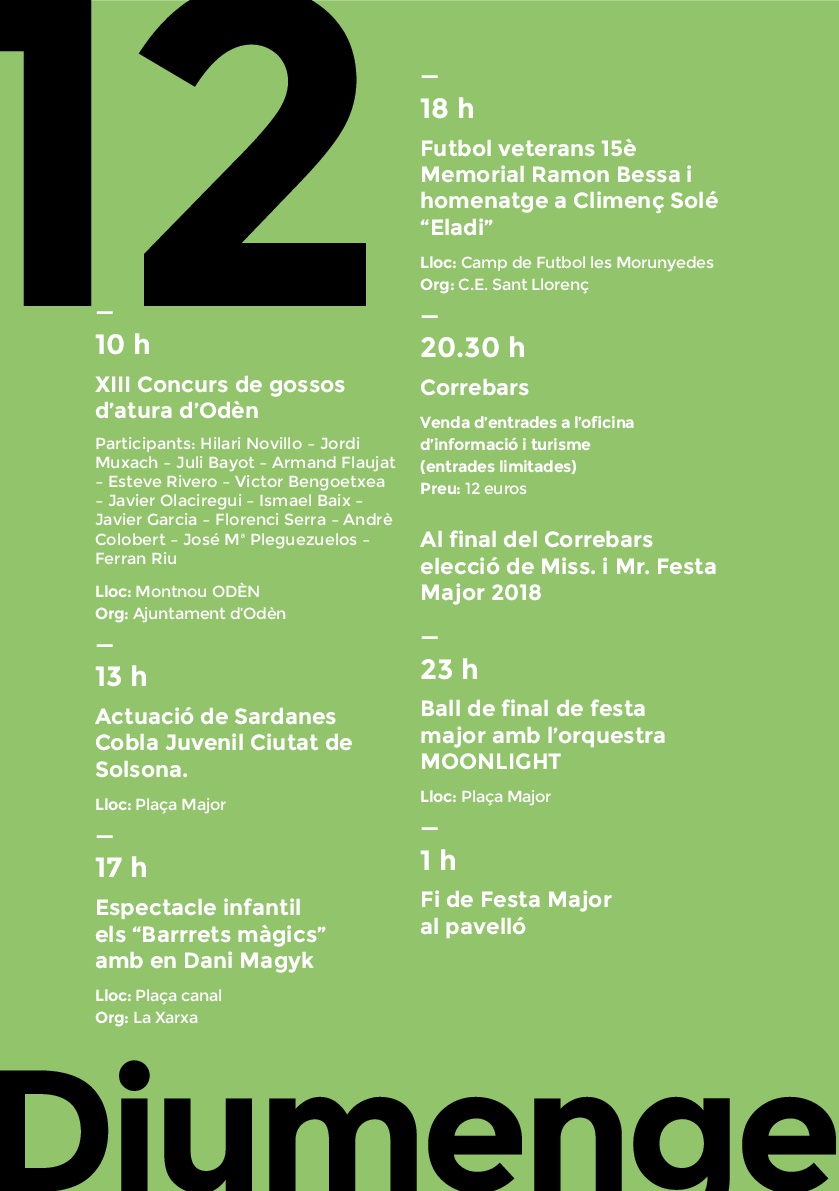 12
–
10 h
XIII Concurs de gossos
d’atura d’Odèn
Participants: Hilari Novillo – Jordi
Muxach – Juli Bayot – Armand Flaujat
– Esteve Rivero – Victor Bengoetxea
– Javier Olaciregui – Ismael Baix –
Javier Garcia – Florenci Serra – Andrè
Colobert – José Mª Pleguezuelos –
Ferran Riu
Lloc: Montnou ODÈN
Org: Ajuntament d’Odèn
–
13 h
Actuació de Sardanes
Cobla Juvenil Ciutat de
Solsona.
Lloc: Plaça Major
–
17 h
Espectacle infantil
els “Barrrets màgics”
amb en Dani Magyk
Lloc: Plaça canal
Org: La Xarxa
–
18 h
Futbol veterans 15è
Memorial Ramon Bessa i
homenatge a Climenç Solé
“Eladi”
Lloc: Camp de Futbol les Morunyedes
Org: C.E. Sant Llorenç
–
20.30 h
Correbars
Venda d’entrades a l’oficina
d’informació i turisme
(entrades limitades)
Preu: 12 euros
Al final del Correbars
elecció de Miss. i Mr. Festa
Major 2018
–
23 h
Ball de final de festa
major amb l’orquestra
MOONLIGHT
Lloc: Plaça Major
–
1 h
Fi de Festa Major
al pavelló
Diumenge